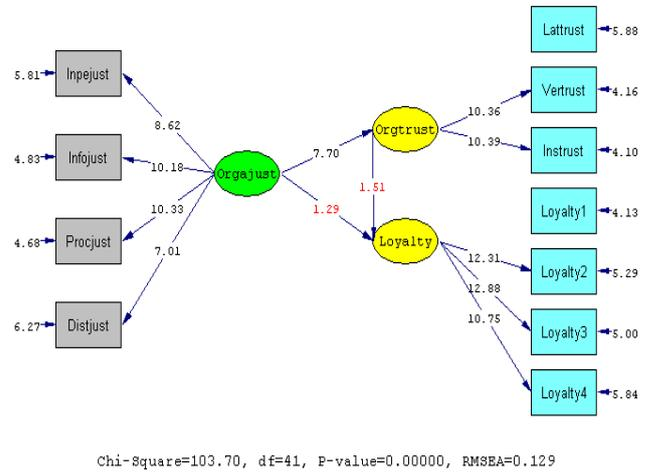 Lattrust
5.88
Inpejust
5.81
Vertrust
4.16
8.62
10.36
Orgtrust
Instrust
4.10
10.39
Infojust
4.83
10.18
Orgajust
7.70
1.51
10.33
1.29
Loyalty1
4.13
Procjust
4.68
Loyalty
7.01
12.31
Loyalty2
5.29
12.88
10.75
Distjust
6.27
Loyalty3
5.00
Loyalty4
5.84
Chi-Square=103.70, df=41, P-value=0.00000, RMSEA=0.129